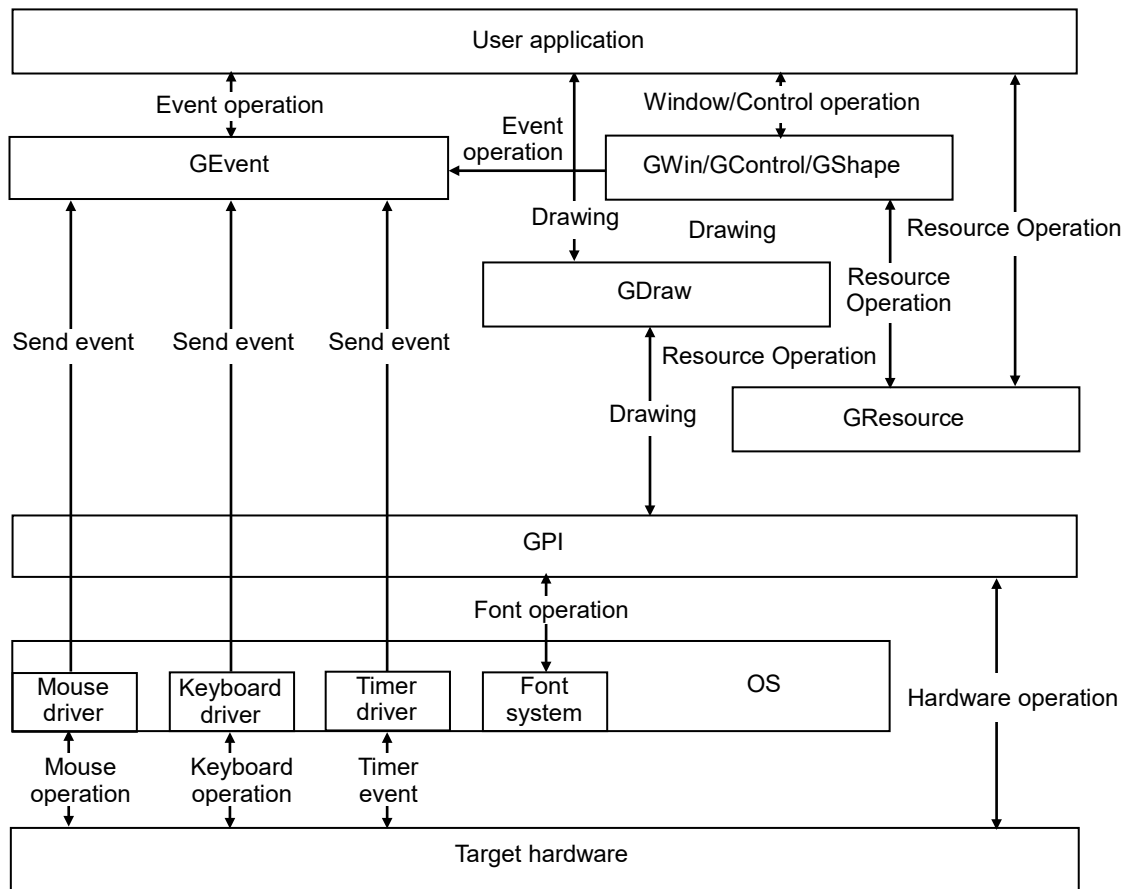 User application
Event operation
Window/Control operation
Event
operation
GEvent
GWin/GControl/GShape
Drawing
Drawing
Resource Operation
Resource
Operation
GDraw
Send event
Send event
Send event
Resource Operation
Drawing
GResource
GPI
Font operation
Mouse
driver
Keyboard
driver
Timer
driver
Font
system
OS
Hardware operation
Mouse
operation
Keyboard
operation
Timer
event
Target hardware